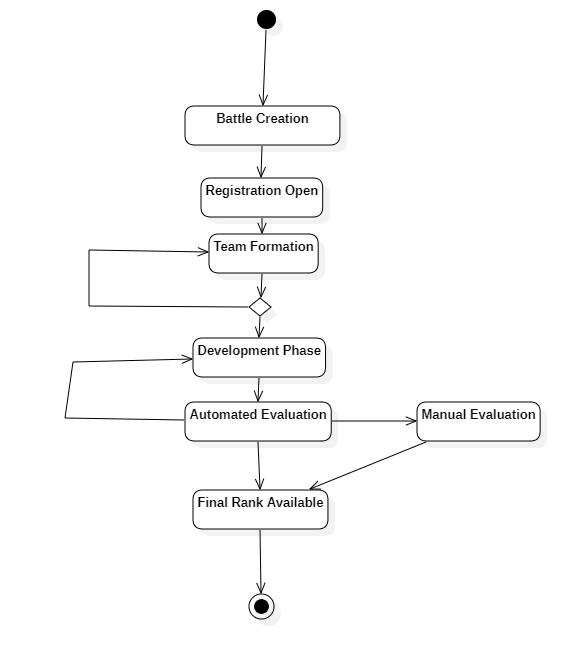 Battle Creation
Registration Open
Team Formation
Development Phase
Automated Evaluation
Manual Evaluation
Final Rank Available